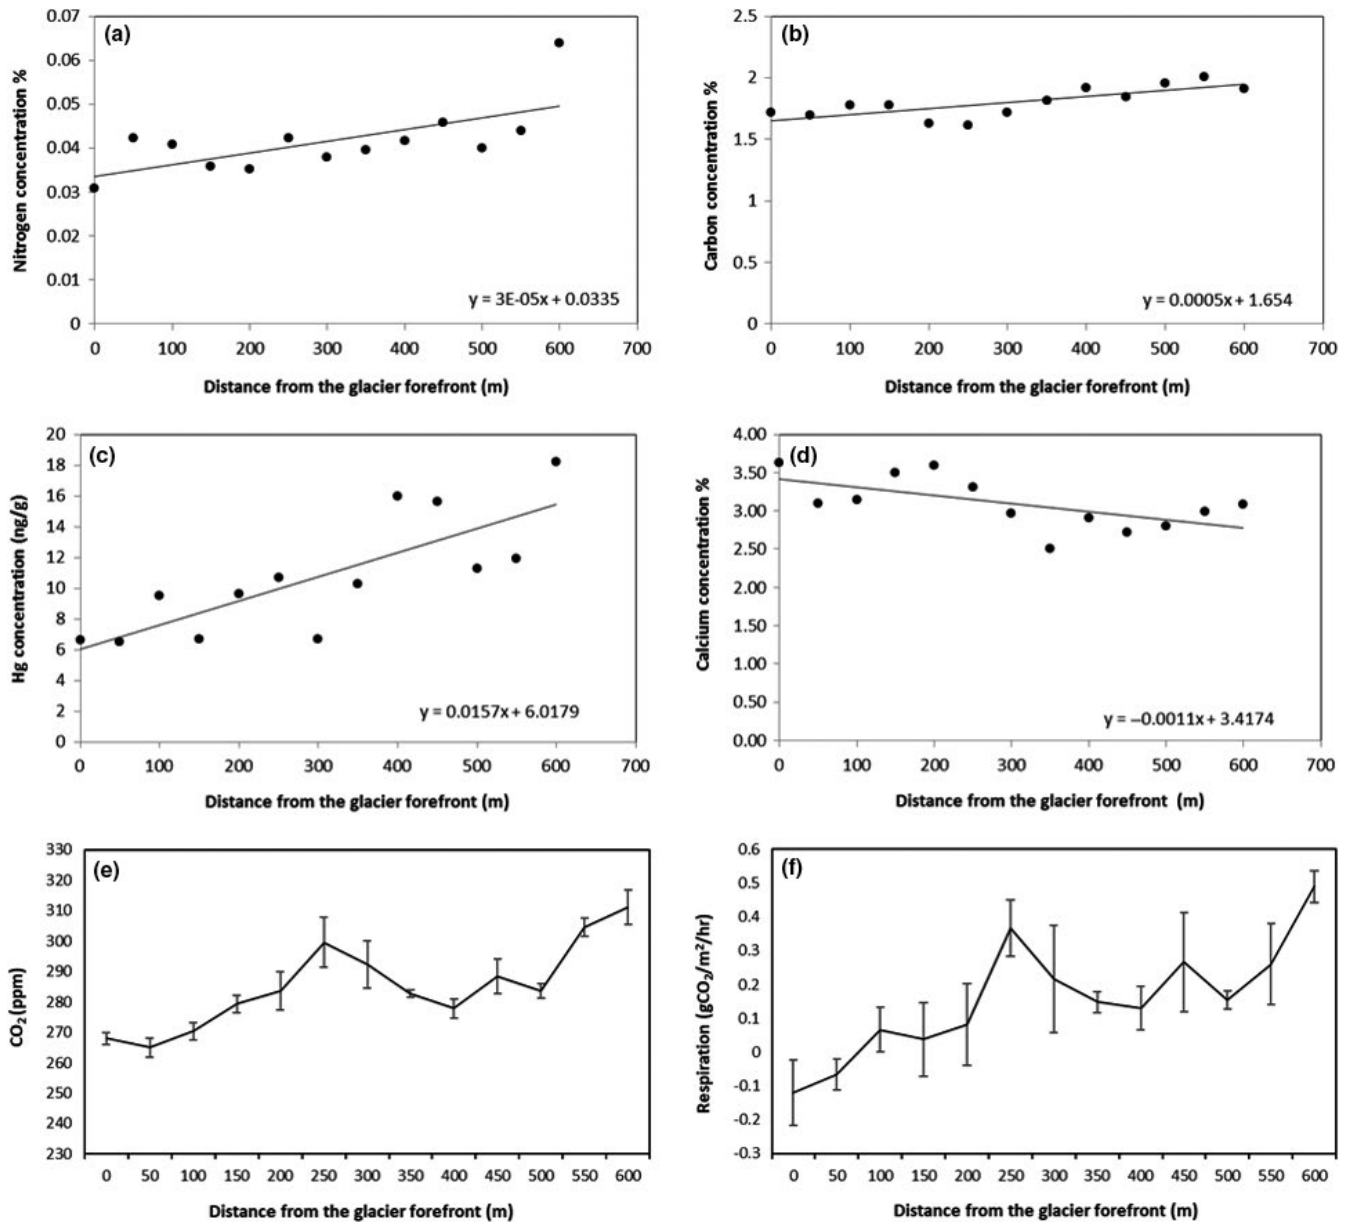 (a)
Nitrogen concentration %
0.07
0.06
0.05
0.04
0.03
0.02
0.01
0
y = 3E-05x + 0.0335
0 100 200 300 400 500 600 700
Distance from the glacier forefront (m)
(b)
Carbon concentration %
2.5
2
1.5
1
0.5
0
y = 0.0005x + 1.654
0 100 200 300 400 500 600 700
Distance from the glacier forefront (m)
(c)
Hg concentration (ng/g)
20
18
16
14
12
10
8
6
4
2
0
y = 0.0157x + 6.0179
0 100 200 300 400 500 600 700
Distance from the glacier forefront (m)
(d)
Calcium concentration %
4.00
3.50
3.00
2.50
2.00
1.50
1.00
0.50
0.00
y = –0.0011x + 3.4174
0 100 200 300 400 500 600 700
Distance from the glacier forefront (m)
(e)
CO₂ (ppm)
330
320
310
300
290
280
270
260
250
240
230
0 50 100 150 200 250 300 350 400 450 500 550 600
Distance from the glacier forefront (m)
(f)
Respiration (gCO₂/m²/hr)
0.6
0.5
0.4
0.3
0.2
0.1
0
-0.1
-0.2
-0.3
0 50 100 150 200 250 300 350 400 450 500 550 600
Distance from the glacier forefront (m)